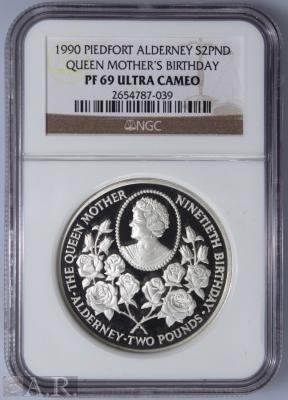 1990 PIEDFORT ALDERNEY S2PND
QUEEN MOTHER'S BIRTHDAY
PF 69 ULTRA CAMEO
2654787-039
NGC
·THE QUEEN MOTHER
NINETIETH BIRTHDAY·
ALDERNEY-TWO POUNDS
A.R.